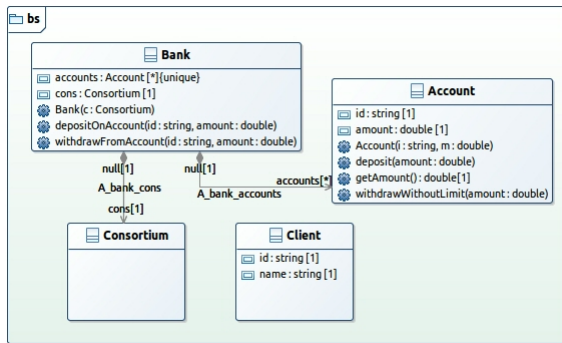 bs
Bank
accounts : Account [*]{unique}
cons : Consortium [1]
Bank(c : Consortium)
depositOnAccount(id : string, amount : double)
withdrawFromAccount(id : string, amount : double)
Account
id : string [1]
amount : double [1]
Account(i : string, m : double)
deposit(amount : double)
getAmount() : double[1]
withdrawWithoutLimit(amount : double)
null[1]
null[1]
A_bank_cons
accounts[*]
A_bank_accounts
cons[1]
Consortium
Client
id : string [1]
name : string [1]